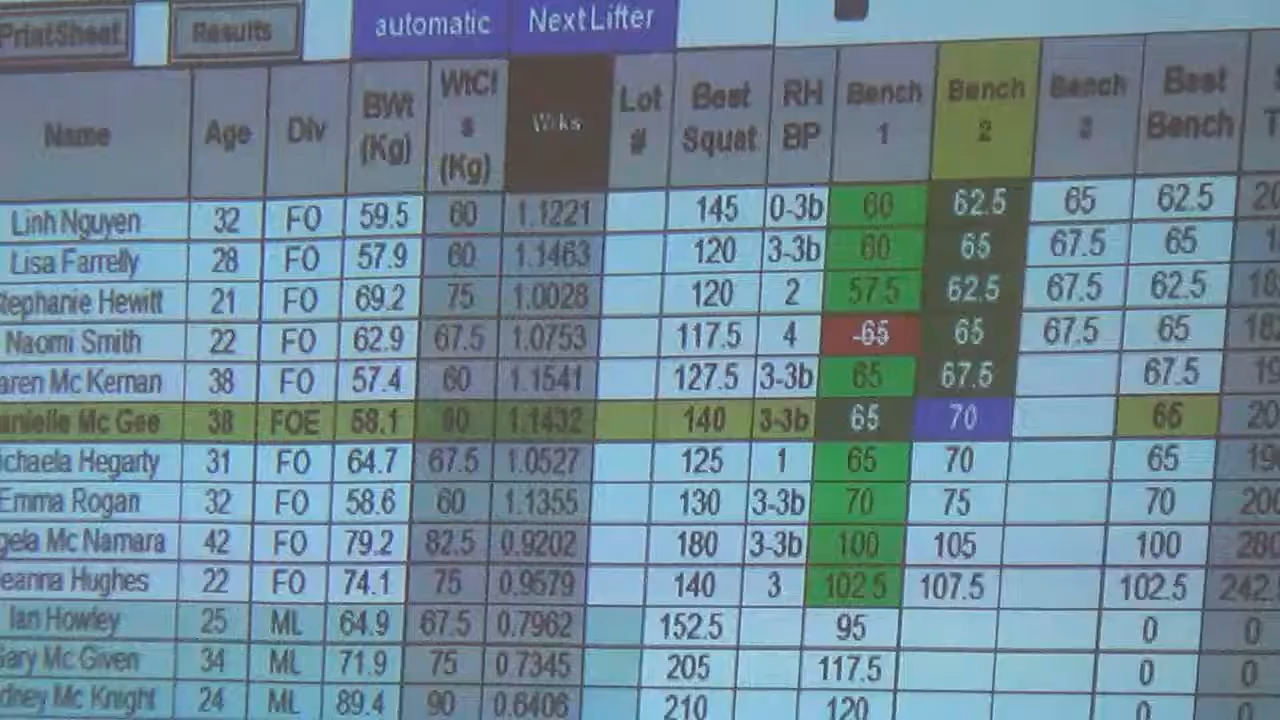 PrintSheet Results automatic NextLifter
Name Age Div BWt (Kg) WtCl s (Kg) Wilks Lot # Best Squat RH BP Bench 1 Bench 2 Bench 3 Best Bench
Linh Nguyen 32 FO 59.5 60 1.1221 145 0-3b 60 62.5 65 62.5
Lisa Farrelly 28 FO 57.9 60 1.1463 120 3-3b 60 65 67.5 65
tephanie Hewitt 21 FO 69.2 75 1.0028 120 2 57.5 62.5 67.5 62.5
Naomi Smith 22 FO 62.9 67.5 1.0753 117.5 4 -65 65 67.5 65
aren Mc Kernan 38 FO 57.4 60 1.1541 127.5 3-3b 65 67.5 67.5
anielle Mc Gee 38 FOE 58.1 60 1.1432 140 3-3b 65 70 65
ichaela Hegarty 31 FO 64.7 67.5 1.0527 125 1 65 70 65
Emma Rogan 32 FO 58.6 60 1.1355 130 3-3b 70 75 70
gela Mc Namara 42 FO 79.2 82.5 0.9202 180 3-3b 100 105 100 280
eanna Hughes 22 FO 74.1 75 0.9579 140 3 102.5 107.5 102.5 242.
Ian Howley 25 ML 64.9 67.5 0.7962 152.5 95 0 0
Gary Mc Given 34 ML 71.9 75 0.7345 205 117.5 0 0
dney Mc Knight 24 ML 89.4 90 0.6406 210 120 0 0